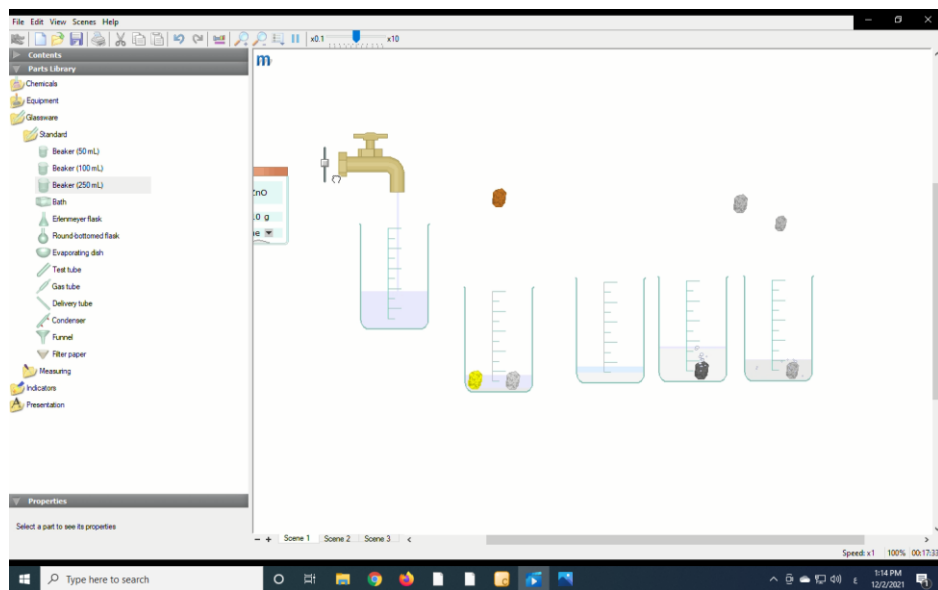 File Edit View Scenes Help
x0.1 x10
Contents
Parts Library
Chemicals
Equipment
Glassware
Standard
Beaker (50 mL)
Beaker (100 mL)
Beaker (250 mL)
Bath
Erlenmeyer flask
Round-bottomed flask
Evaporating dish
Test tube
Gas tube
Delivery tube
Condenser
Funnel
Filter paper
Measuring
Indicators
Presentation
Properties
Select a part to see its properties
m
.0 g
Scene 1 Scene 2 Scene 3
Speed: x1 100% 00:17:33
Type here to search
1:14 PM
12/2/2021